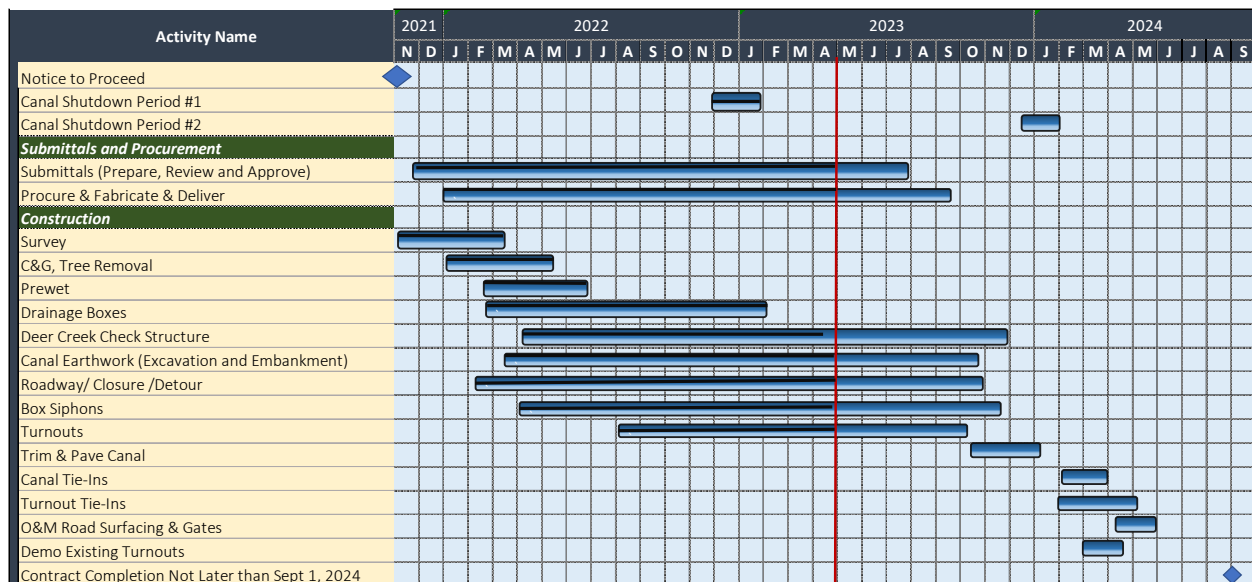 Activity Name
2021 2022 2023 2024
N D J F M A M J J A S O N D J F M A M J J A S O N D J F M A M J J A S
Notice to Proceed
Canal Shutdown Period #1
Canal Shutdown Period #2
Submittals and Procurement
Submittals (Prepare, Review and Approve)
Procure & Fabricate & Deliver
Construction
Survey
C&G, Tree Removal
Prewet
Drainage Boxes
Deer Creek Check Structure
Canal Earthwork (Excavation and Embankment)
Roadway/ Closure /Detour
Box Siphons
Turnouts
Trim & Pave Canal
Canal Tie-Ins
Turnout Tie-Ins
O&M Road Surfacing & Gates
Demo Existing Turnouts
Contract Completion Not Later than Sept 1, 2024